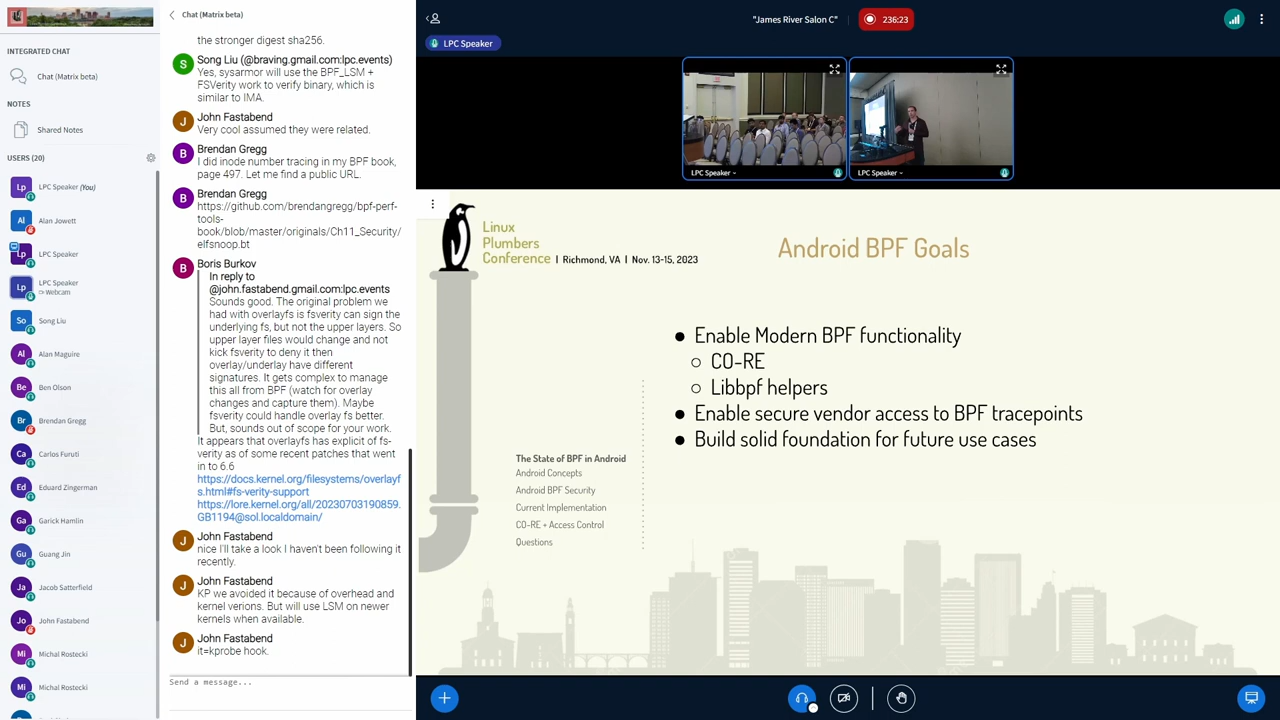 INTEGRATED CHAT
Chat (Matrix beta)
NOTES
Shared Notes
USERS (20)
Lp
LPC Speaker (You)
Al
Alan Jowett
Lp
LPC Speaker
Lp
LPC Speaker
Webcam
So
Song Liu
Al
Alan Maguire
Be
Ben Olson
Br
Brendan Gregg
Ca
Carlos Furuti
Ed
Eduard Zingerman
Ga
Garick Hamlin
Gu
Guang Jin
Ja
Jacob Satterfield
Jo
John Fastabend
Mi
Michal Rostecki
Mi
Michal Rostecki
Chat (Matrix beta)
the stronger digest sha256.
S
Song Liu (@braving.gmail.com:lpc.events)
Yes, sysarmor will use the BPF_LSM +
FSVerity work to verify binary, which is
similar to IMA.
J
John Fastabend
Very cool assumed they were related.
B
Brendan Gregg
I did inode number tracing in my BPF book,
page 497. Let me find a public URL.
B
Brendan Gregg
https://github.com/brendangregg/bpf-perf-
tools-
book/blob/master/originals/Ch11_Security/
elfsnoop.bt
B
Boris Burkov
In reply to
@john.fastabend.gmail.com:lpc.events
Sounds good. The original problem we
had with overlayfs is fsverity can sign the
underlying fs, but not the upper layers. So
upper layer files would change and not
kick fsverity to deny it then
overlay/underlay have different
signatures. It gets complex to manage
this all from BPF (watch for overlay
changes and capture them). Maybe
fsverity could handle overlay fs better.
But, sounds out of scope for your work.
It appears that overlayfs has explicit of fs-
verity as of some recent patches that went
in to 6.6
https://docs.kernel.org/filesystems/overlayf
s.html#fs-verity-support
https://lore.kernel.org/all/20230703190859.
GB1194@sol.localdomain/
J
John Fastabend
nice I'll take a look I haven't been following it
recently.
J
John Fastabend
KP we avoided it because of overhead and
kernel verions. But will use LSM on newer
kernels when available.
J
John Fastabend
it=kprobe hook.
Send a message...
"James River Salon C"
236:23
LPC Speaker
LPC Speaker
LPC Speaker
Linux
Plumbers
Conference | Richmond, VA | Nov. 13-15, 2023
Android BPF Goals
● Enable Modern BPF functionality
○ CO-RE
○ Libbpf helpers
● Enable secure vendor access to BPF tracepoints
● Build solid foundation for future use cases
The State of BPF in Android
Android Concepts
Android BPF Security
Current Implementation
CO-RE + Access Control
Questions